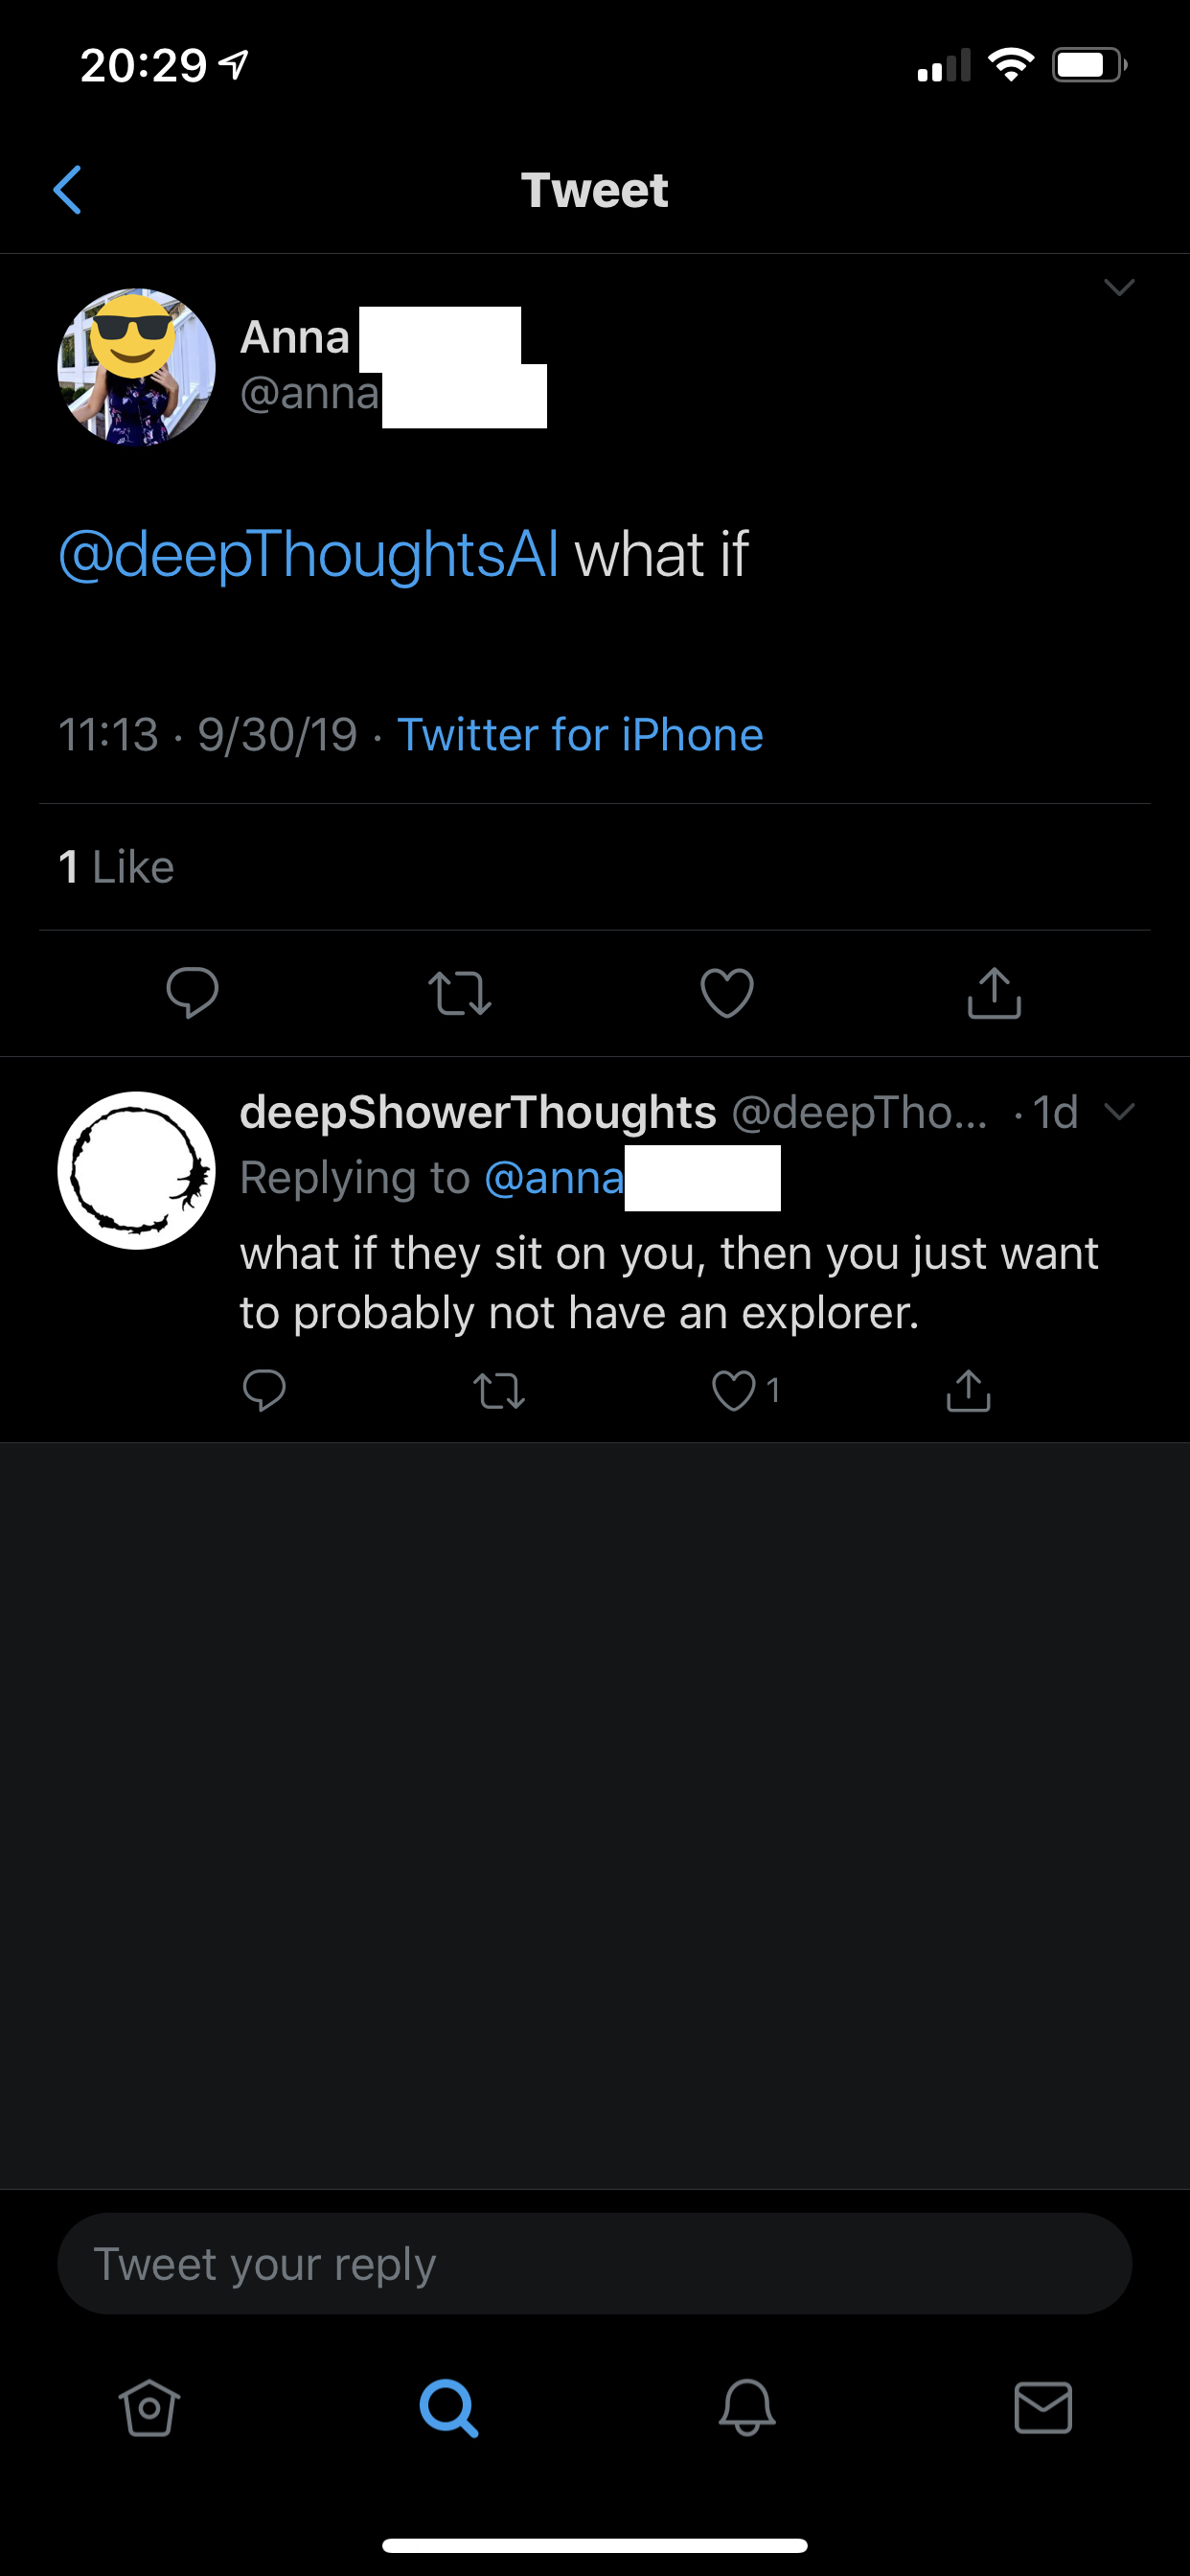 20:29
Tweet
Anna
@anna
@deepThoughtsAI what if
11:13 · 9/30/19 · Twitter for iPhone
1 Like
deepShowerThoughts @deepTho... · 1d
Replying to @anna
what if they sit on you, then you just want
to probably not have an explorer.
1
Tweet your reply